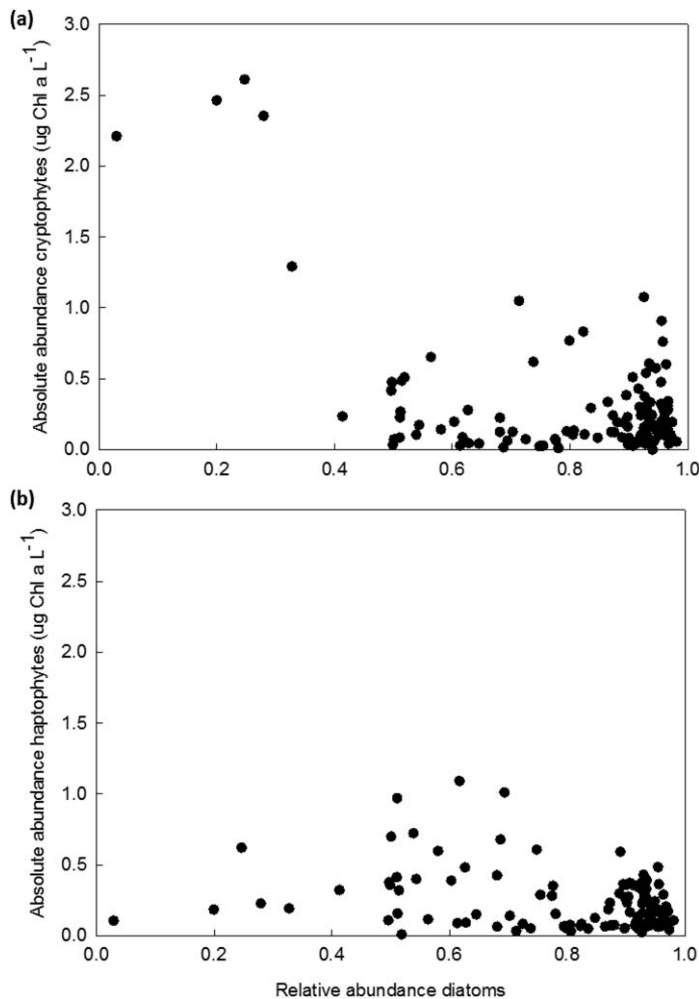 (a)
Absolute abundance cryptophytes (ug Chl a L-1)
3.0
2.5
2.0
1.5
1.0
0.5
0.0
0.0 0.2 0.4 0.6 0.8 1.0
(b)
Absolute abundance haptophytes (ug Chl a L-1)
3.0
2.5
2.0
1.5
1.0
0.5
0.0
0.0 0.2 0.4 0.6 0.8 1.0
Relative abundance diatoms